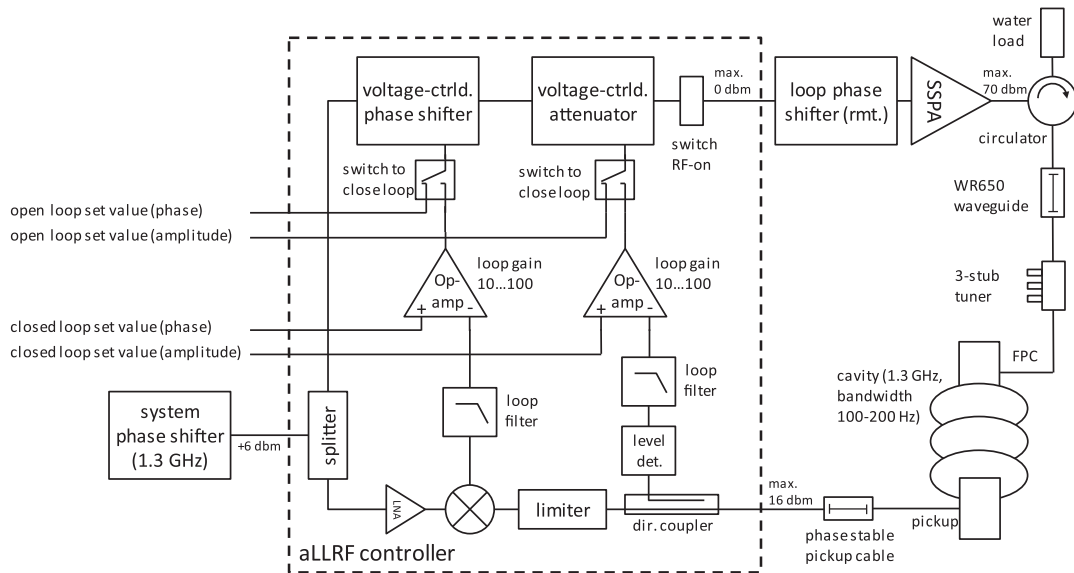 water
load
voltage-ctrld.
phase shifter
voltage-ctrld.
attenuator
max.
0 dbm
loop phase
shifter (rmt.)
SSPA
max.
70 dbm
circulator
switch
RF-on
switch to
close loop
switch to
close loop
WR650
waveguide
open loop set value (phase)
open loop set value (amplitude)
Op-
amp
+
-
loop gain
10...100
Op-
amp
+
-
loop gain
10...100
3-stub
tuner
closed loop set value (phase)
closed loop set value (amplitude)
FPC
cavity (1.3 GHz,
bandwidth
100-200 Hz)
loop
filter
loop
filter
system
phase shifter
(1.3 GHz)
+6 dbm
splitter
level
det.
LNA
limiter
dir. coupler
max.
16 dbm
pickup
phase stable
pickup cable
aLLRF controller